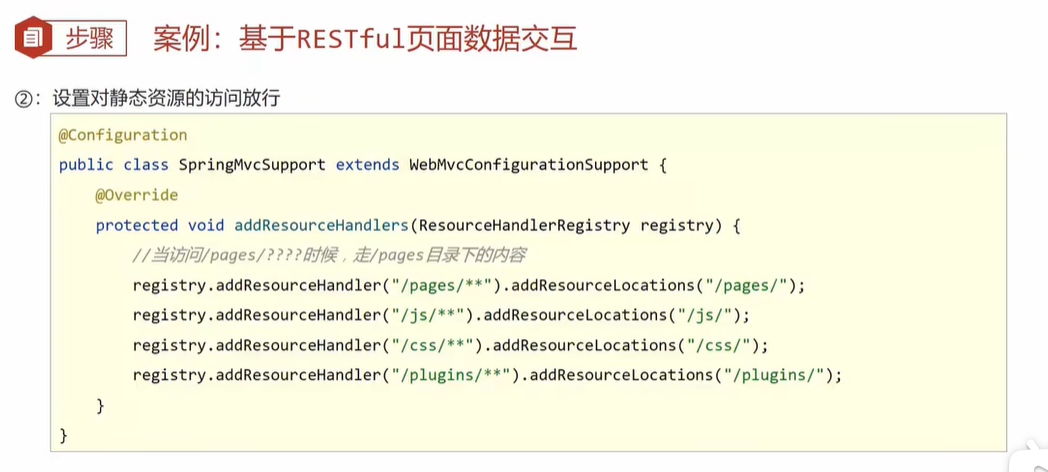 步骤 案例：基于RESTful页面数据交互
②：设置对静态资源的访问放行
@Configuration
public class SpringMvcSupport extends WebMvcConfigurationSupport {
@Override
protected void addResourceHandlers(ResourceHandlerRegistry registry) {
//当访问/pages/????时候，走/pages目录下的内容
registry.addResourceHandler("/pages/**").addResourceLocations("/pages/");
registry.addResourceHandler("/js/**").addResourceLocations("/js/");
registry.addResourceHandler("/css/**").addResourceLocations("/css/");
registry.addResourceHandler("/plugins/**").addResourceLocations("/plugins/");
}
}